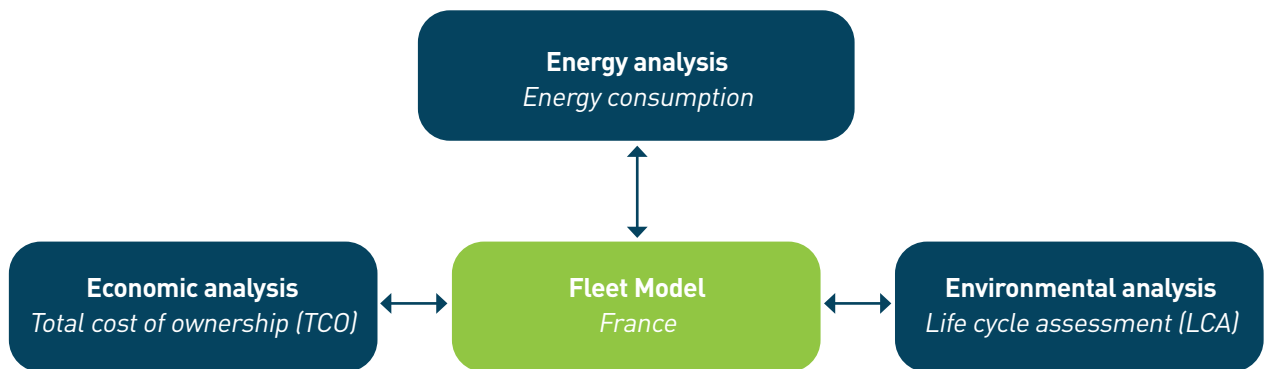 Energy analysis
Energy consumption
Economic analysis
Total cost of ownership (TCO)
Fleet Model
France
Environmental analysis
Life cycle assessment (LCA)